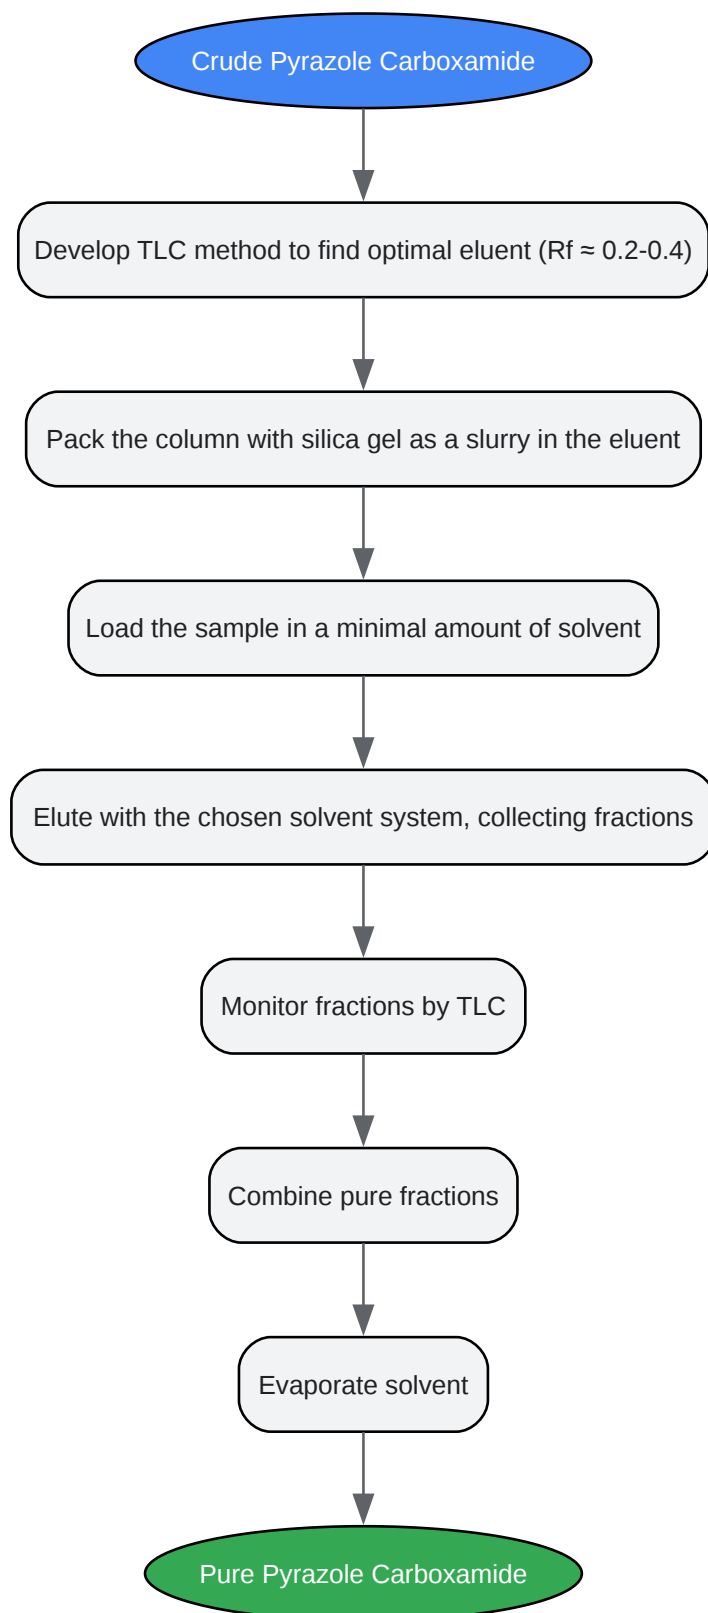 Crude Pyrazole Carboxamide
Develop TLC method to find optimal eluent (Rf ≈ 0.2-0.4)
Pack the column with silica gel as a slurry in the eluent
Load the sample in a minimal amount of solvent
Elute with the chosen solvent system, collecting fractions
Monitor fractions by TLC
Combine pure fractions
Evaporate solvent
Pure Pyrazole Carboxamide